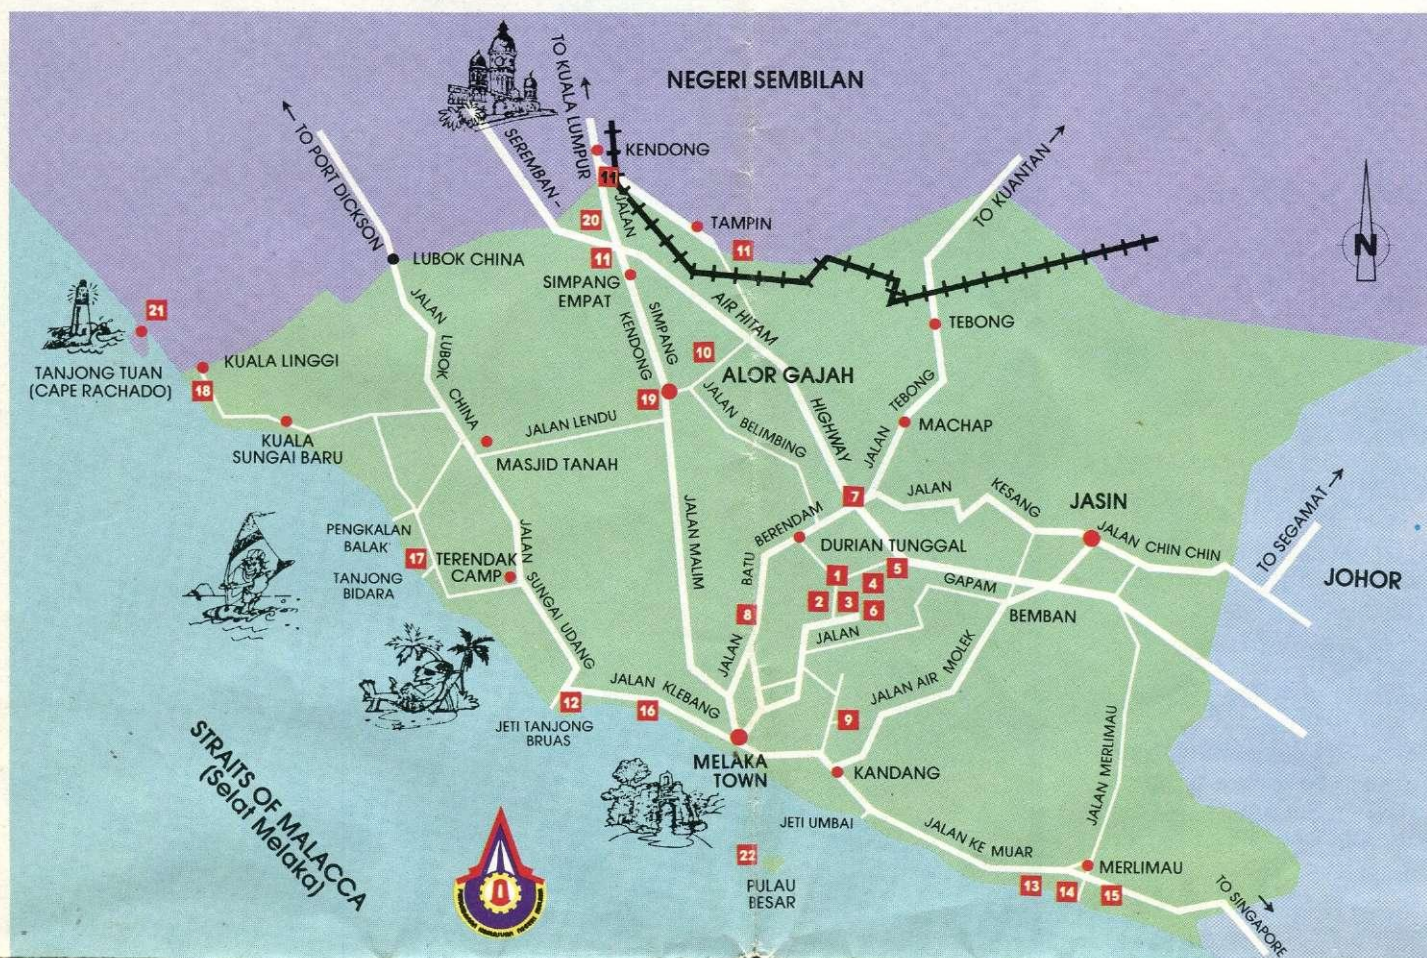 NEGERI SEMBILAN
TO KUALA LUMPUR
SEREMBAN -
TO PORT DICKSON
KENDONG
11
JALAN
20
TAMPIN
11
TO KUANTAN
N
LUBOK CHINA
11
SIMPANG
EMPAT
AIR HITAM
HIGHWAY
TEBONG
21
TANJONG TUAN
(CAPE RACHADO)
KUALA LINGGI
18
JALAN
LUBOK
CHINA
SIMPANG
KENDONG
10
ALOR GAJAH
19
JALAN BELIMBING
JALAN
TEBONG
MACHAP
KUALA
SUNGAI BARU
JALAN LENDU
MASJID TANAH
7
JALAN
KESANG
JASIN
JALAN CHIN CHIN
TO SEGAMAT
JOHOR
PENGKALAN
BALAK
17
TERENDAK
CAMP
TANJONG
BIDARA
JALAN SUNGAI UDANG
JALAN MALIM
JALAN
BATU
BERENDAM
DURIAN TUNGGAL
5
1
4
2
3
6
8
GAPAM
BEMBAN
JALAN
JALAN AIR
MOLEK
JALAN KLEBANG
12
16
JETI TANJONG
BRUAS
9
MELAKA
TOWN
KANDANG
JALAN MERLIMAU
JETI UMBAI
JALAN KE MUAR
MERLIMAU
13
14
15
TO SINGAPORE
22
PULAU
BESAR
STRAITS OF MALACCA
(Selat Melaka)